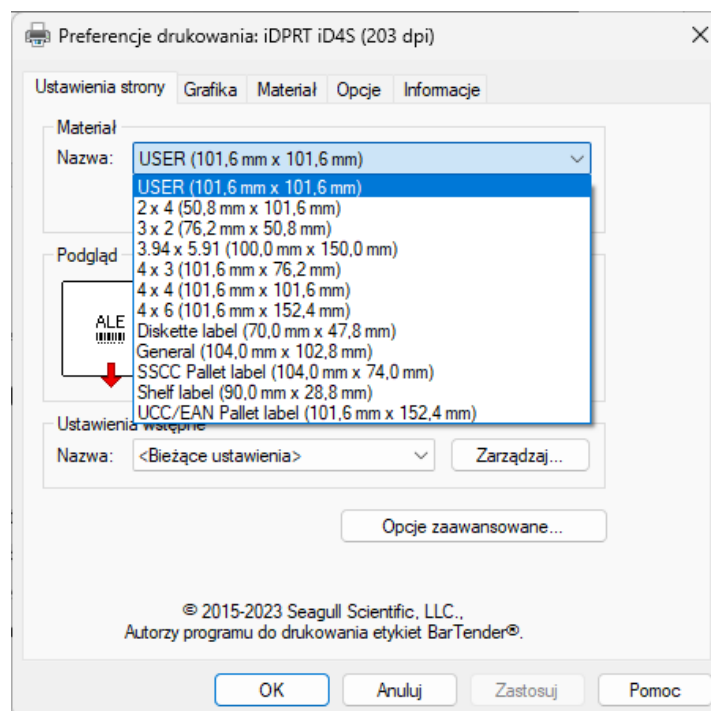 Preferencje drukowania: iDPRT iD4S (203 dpi)
Ustawienia strony Grafika Materiał Opcje Informacje
Materiał
Nazwa: USER (101,6 mm x 101,6 mm)
USER (101,6 mm x 101,6 mm)
2 x 4 (50,8 mm x 101,6 mm)
3 x 2 (76,2 mm x 50,8 mm)
3.94 x 5.91 (100,0 mm x 150,0 mm)
4 x 3 (101,6 mm x 76,2 mm)
4 x 4 (101,6 mm x 101,6 mm)
4 x 6 (101,6 mm x 152,4 mm)
Diskette label (70,0 mm x 47,8 mm)
General (104,0 mm x 102,8 mm)
SSCC Pallet label (104,0 mm x 74,0 mm)
Shelf label (90,0 mm x 28,8 mm)
UCC/EAN Pallet label (101,6 mm x 152,4 mm)
Podgląd
ALE
Ustawienia wstępne
Nazwa: <Bieżące ustawienia> Zarządzaj...
Opcje zaawansowane...
© 2015-2023 Seagull Scientific, LLC.,
Autorzy programu do drukowania etykiet BarTender®.
OK Anuluj Zastosuj Pomoc